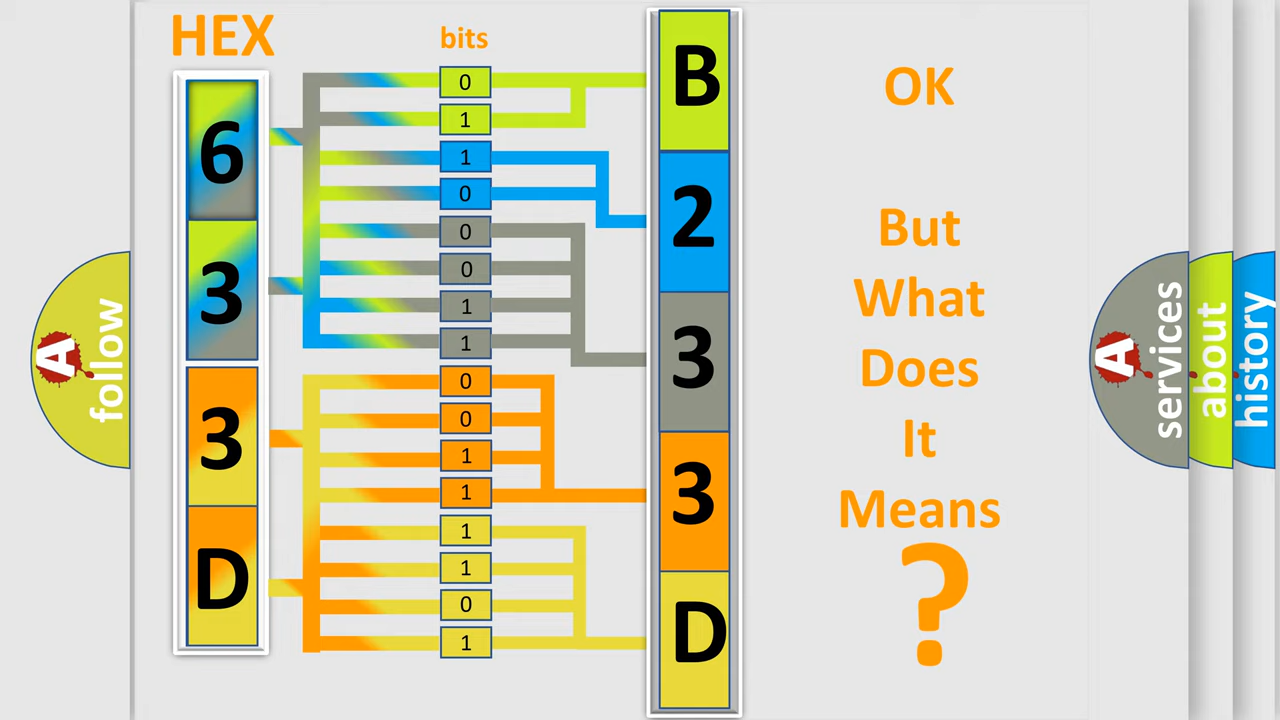 HEX
bits
6
3
3
D
0
1
1
0
0
0
1
1
0
0
1
1
1
1
0
1
B
2
3
3
D
OK
But
What
Does
It
Means
?
A
follow
A
services
about
history